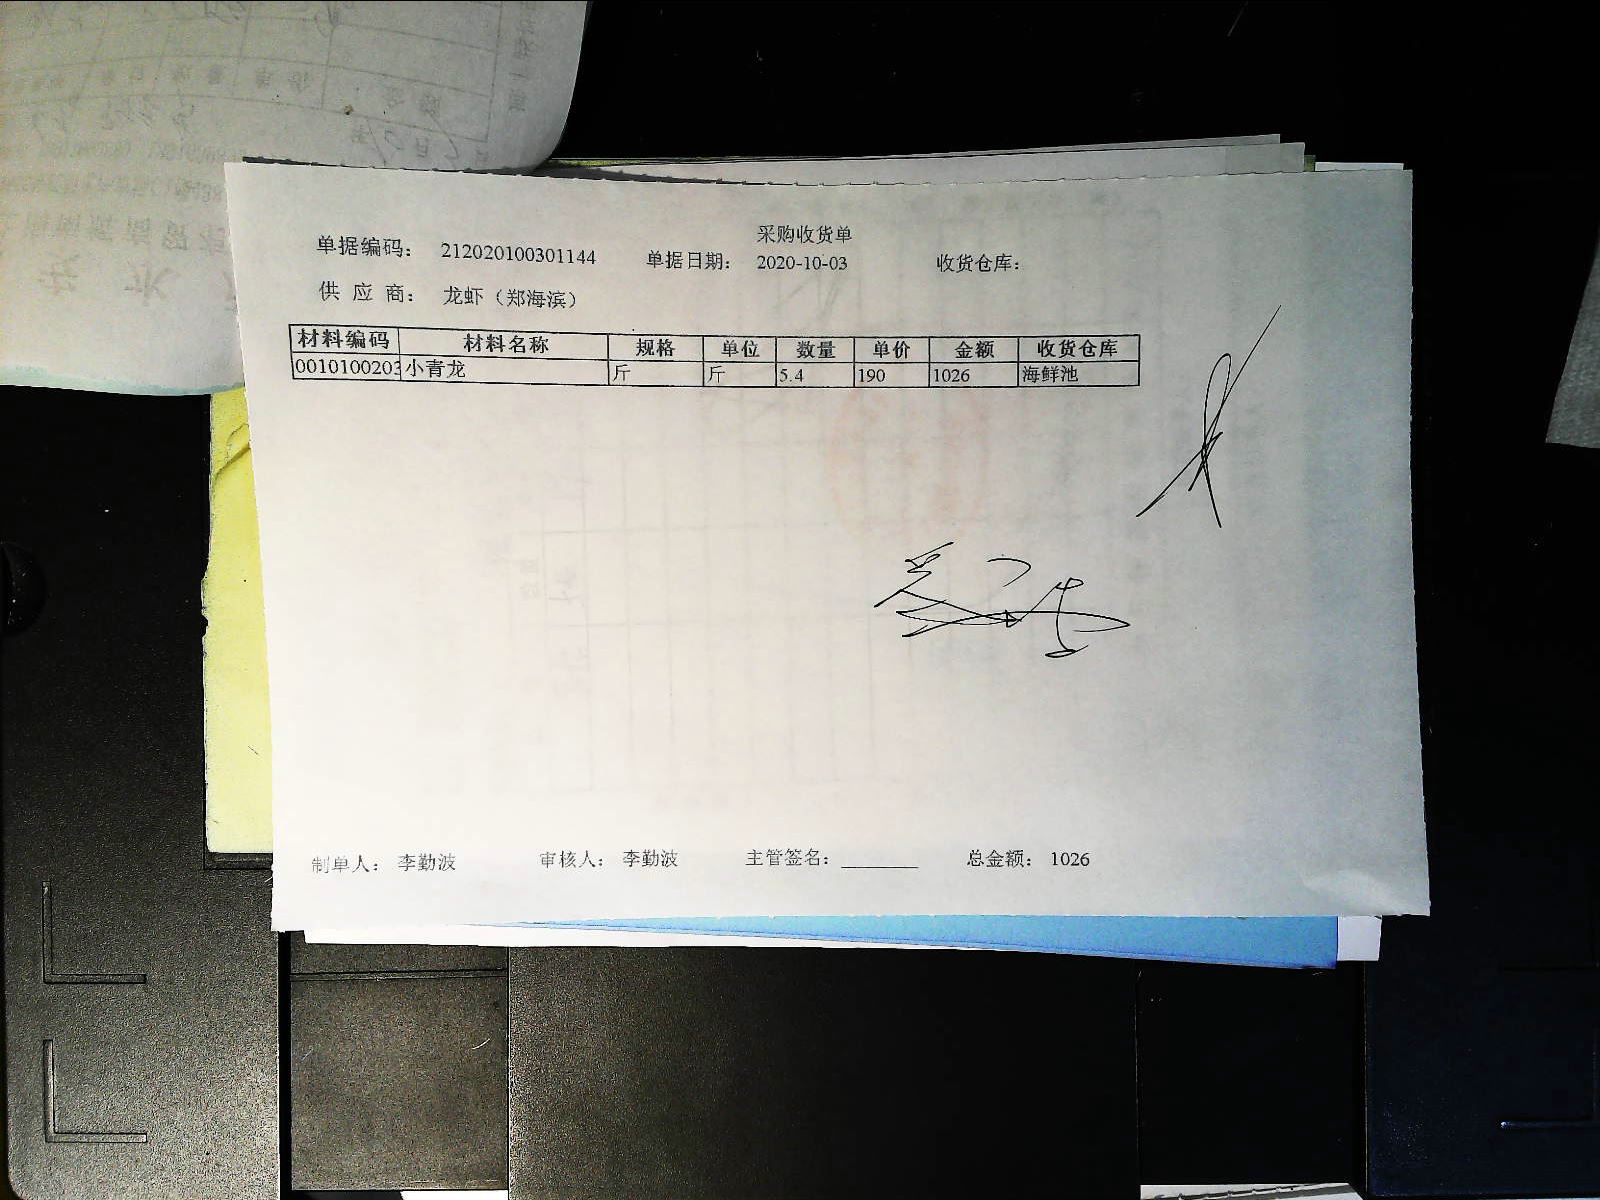 采购收货单
单据编码： 212020100301144 单据日期： 2020-10-03 收货仓库：
供 应 商： 龙虾（郑海滨）
材料编码 材料名称 规格 单位 数量 单价 金额 收货仓库
0010100203 小青龙 斤 斤 5.4 190 1026 海鲜池
制单人： 李勤波 审核人： 李勤波 主管签名： 总金额： 1026